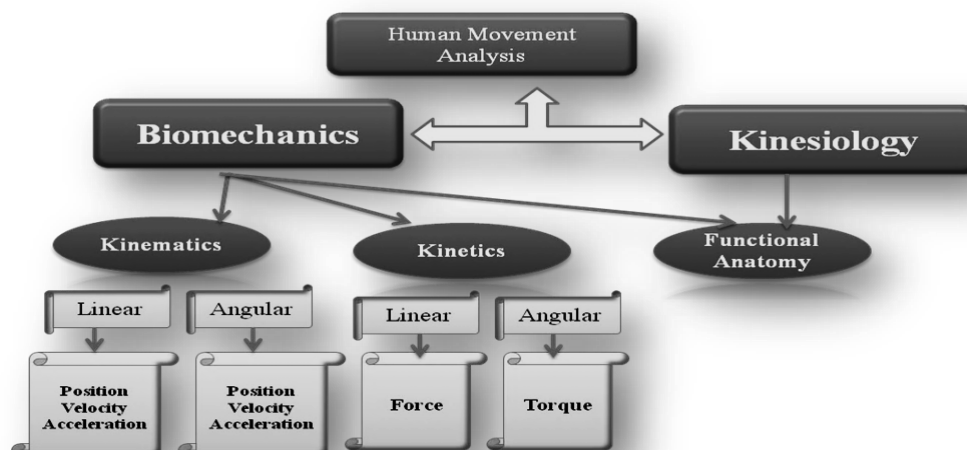 Human Movement
Analysis
Biomechanics
Kinesiology
Kinematics
Kinetics
Functional
Anatomy
Linear
Angular
Linear
Angular
Position
Velocity
Acceleration
Position
Velocity
Acceleration
Force
Torque